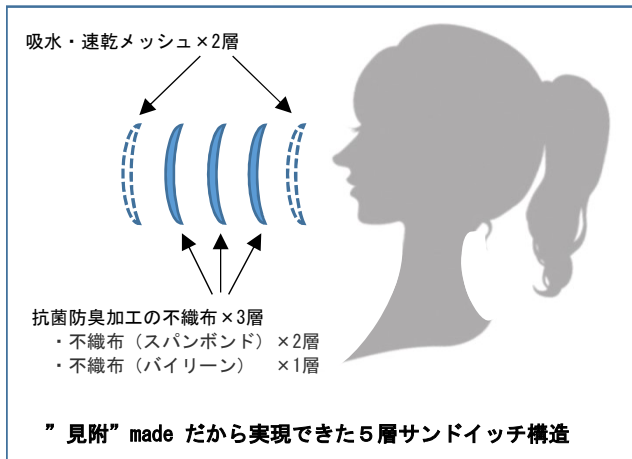 吸水・速乾メッシュ×2層
抗菌防臭加工の不織布×3層
・不織布（スパンボンド）×2層
・不織布（バイリーン）　×1層
”見附”made だから実現できた５層サンドイッチ構造